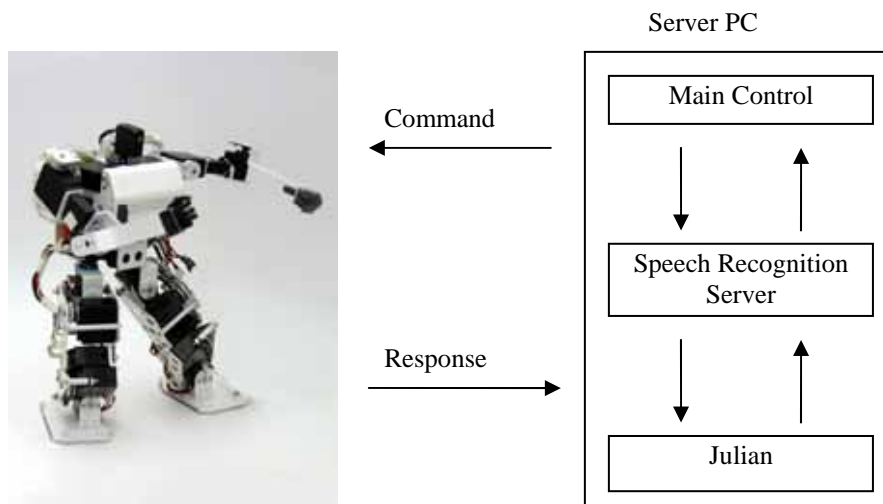 Server PC
Main Control
Command
Speech Recognition
Server
Response
Julian